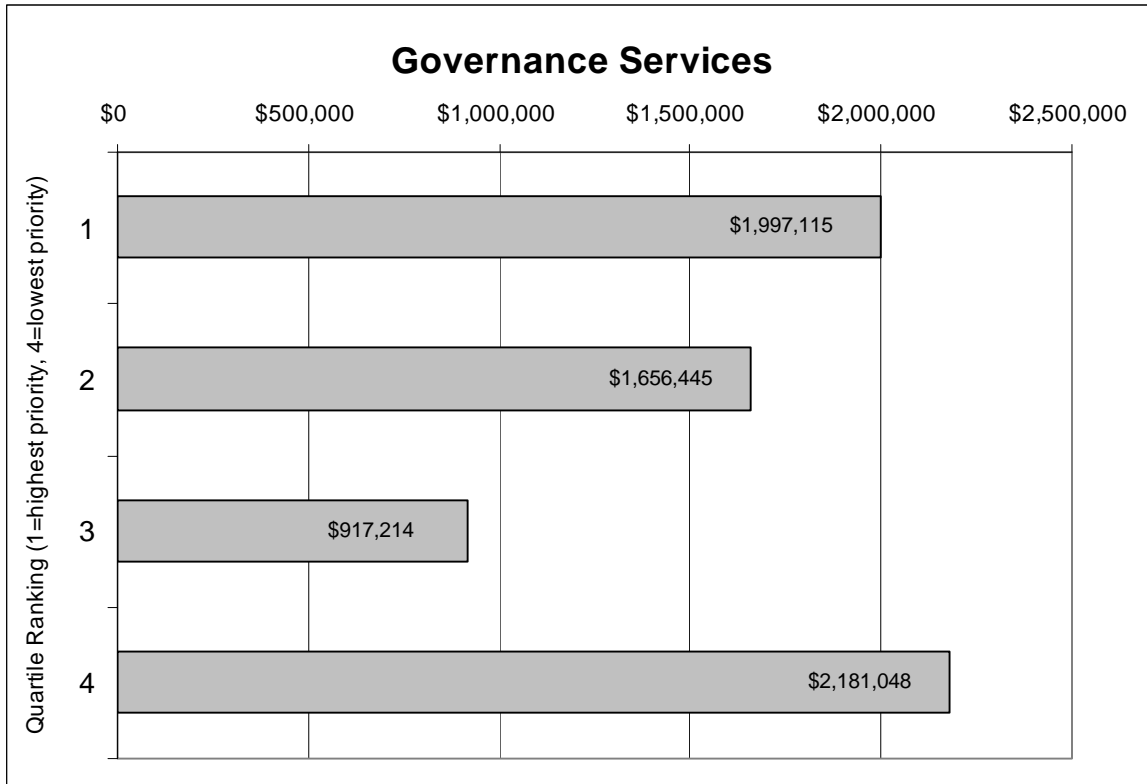 Governance Services
$0 $500,000 $1,000,000 $1,500,000 $2,000,000 $2,500,000
Quartile Ranking (1=highest priority, 4=lowest priority)
1 $1,997,115
2 $1,656,445
3 $917,214
4 $2,181,048